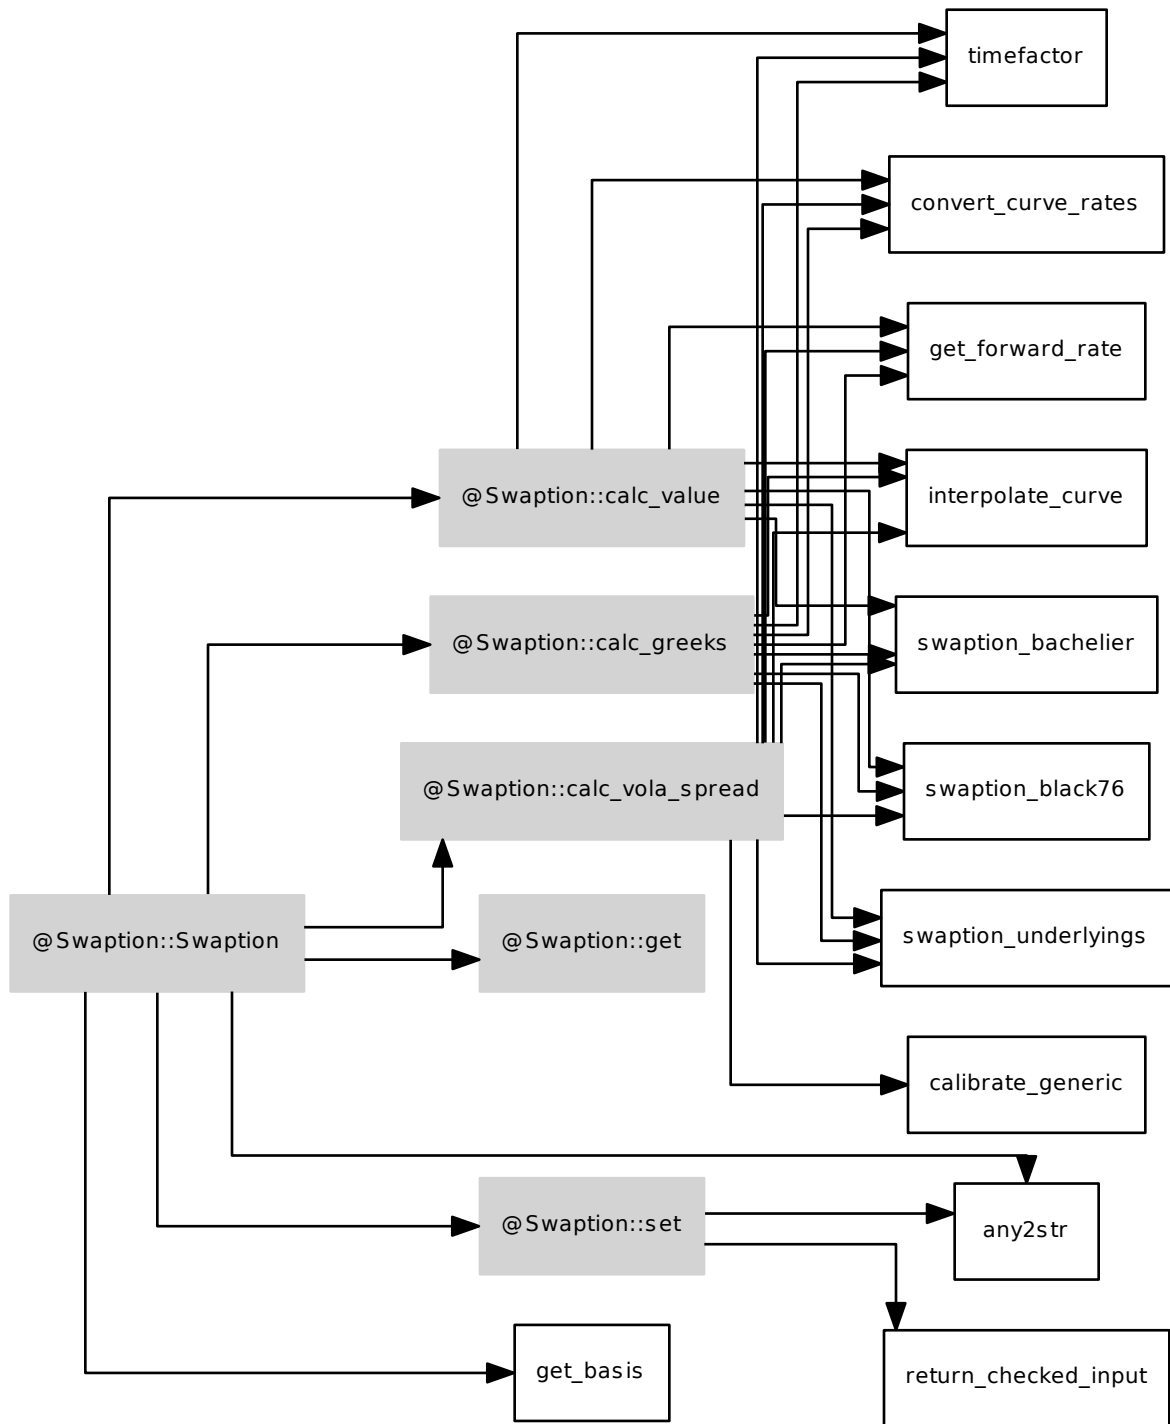 timefactor
convert_curve_rates
get_forward_rate
@Swaption::calc_value
interpolate_curve
@Swaption::calc_greeks
swaption_bachelier
@Swaption::calc_vola_spread
swaption_black76
@Swaption::Swaption
@Swaption::get
swaption_underlyings
calibrate_generic
@Swaption::set
any2str
get_basis
return_checked_input